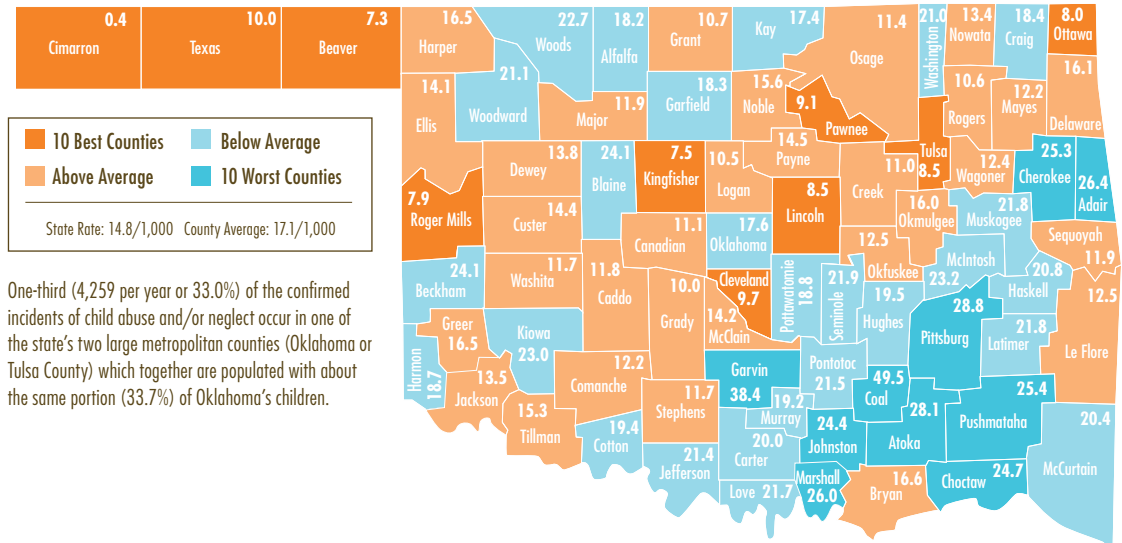 0.4
Cimarron
10.0
Texas
7.3
Beaver
16.5
Harper
22.7
Woods
18.2
Alfalfa
10.7
Grant
17.4
Kay
11.4
Osage
21.0
Washington
13.4
Nowata
18.4
Craig
8.0
Ottawa
14.1
Ellis
21.1
Woodward
11.9
Major
18.3
Garfield
15.6
Noble
9.1
Pawnee
10.6
Rogers
12.2
Mayes
16.1
Delaware
10 Best Counties
Below Average
Above Average
10 Worst Counties
State Rate: 14.8/1,000 County Average: 17.1/1,000
7.9
Roger Mills
13.8
Dewey
24.1
Blaine
7.5
Kingfisher
10.5
Logan
14.5
Payne
8.5
Lincoln
11.0
Creek
Tulsa
8.5
12.4
Wagoner
25.3
Cherokee
26.4
Adair
14.4
Custer
11.1
Canadian
17.6
Oklahoma
16.0
Okmulgee
21.8
Muskogee
Sequoyah
11.9
24.1
Beckham
11.7
Washita
11.8
Caddo
10.0
Grady
Cleveland
9.7
14.2
McClain
Pottawatomie
18.8
21.9
Seminole
12.5
Okfuskee
McIntosh
23.2
20.8
Haskell
12.5
Le Flore
One-third (4,259 per year or 33.0%) of the confirmed
incidents of child abuse and/or neglect occur in one of
the state's two large metropolitan counties (Oklahoma or
Tulsa County) which together are populated with about
the same portion (33.7%) of Oklahoma's children.
Greer
16.5
Kiowa
23.0
Harmon
18.7
13.5
Jackson
15.3
Tillman
12.2
Comanche
19.4
Cotton
11.7
Stephens
21.4
Jefferson
Garvin
38.4
19.2
Murray
20.0
Carter
Love 21.7
19.5
Hughes
Pontotoc
21.5
28.8
Pittsburg
21.8
Latimer
49.5
Coal
24.4
Johnston
28.1
Atoka
25.4
Pushmataha
Marshall
26.0
16.6
Bryan
24.7
Choctaw
20.4
McCurtain